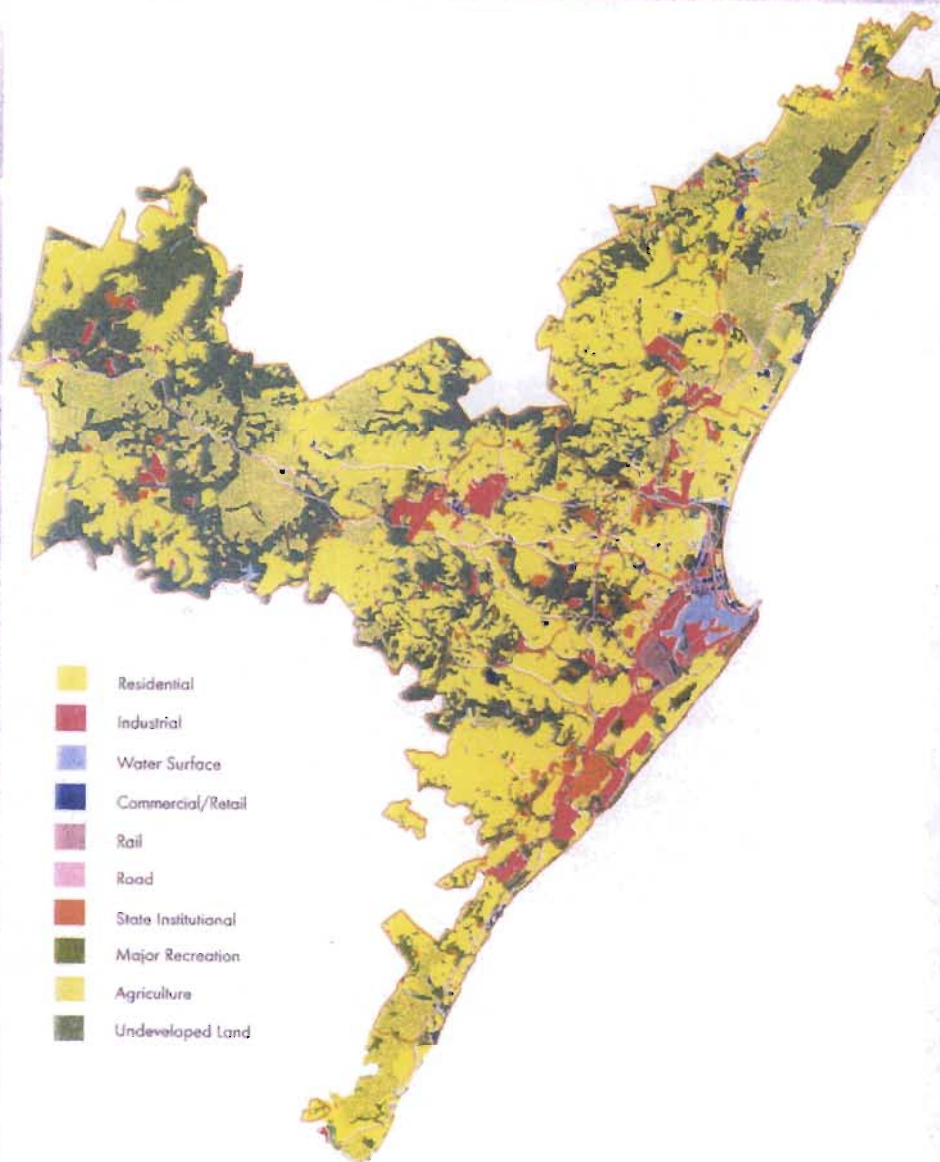 Residential
Industrial
Water Surface
Commercial/Retail
Rail
Road
State Institutional
Major Recreation
Agriculture
Undeveloped Land